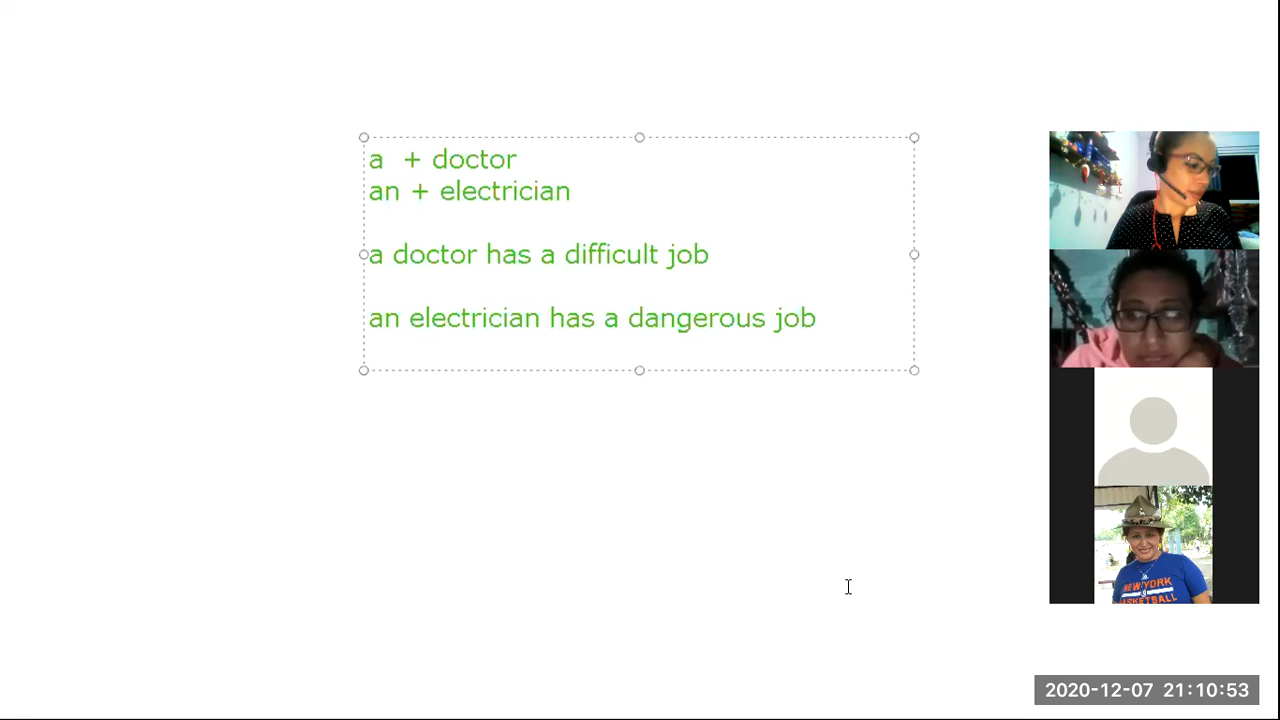 a + doctor
an + electrician
a doctor has a difficult job
an electrician has a dangerous job
NEW YORK
BASKETSALL
2020-12-07 21:10:53